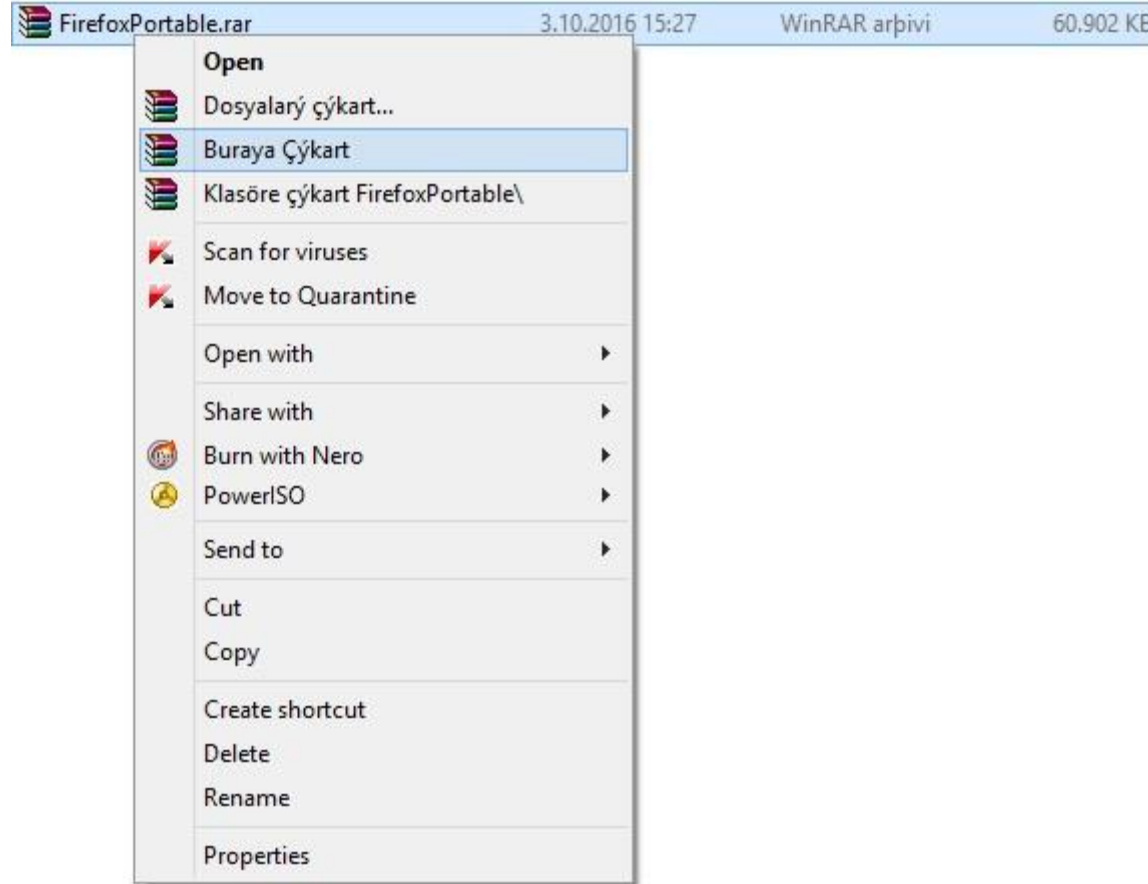 FirefoxPortable.rar 3.10.2016 15:27 WinRAR arþivi 60.902 KB
Open
Dosyalarý çýkart...
Buraya Çýkart
Klasöre çýkart FirefoxPortable\
Scan for viruses
Move to Quarantine
Open with
Share with
Burn with Nero
PowerISO
Send to
Cut
Copy
Create shortcut
Delete
Rename
Properties